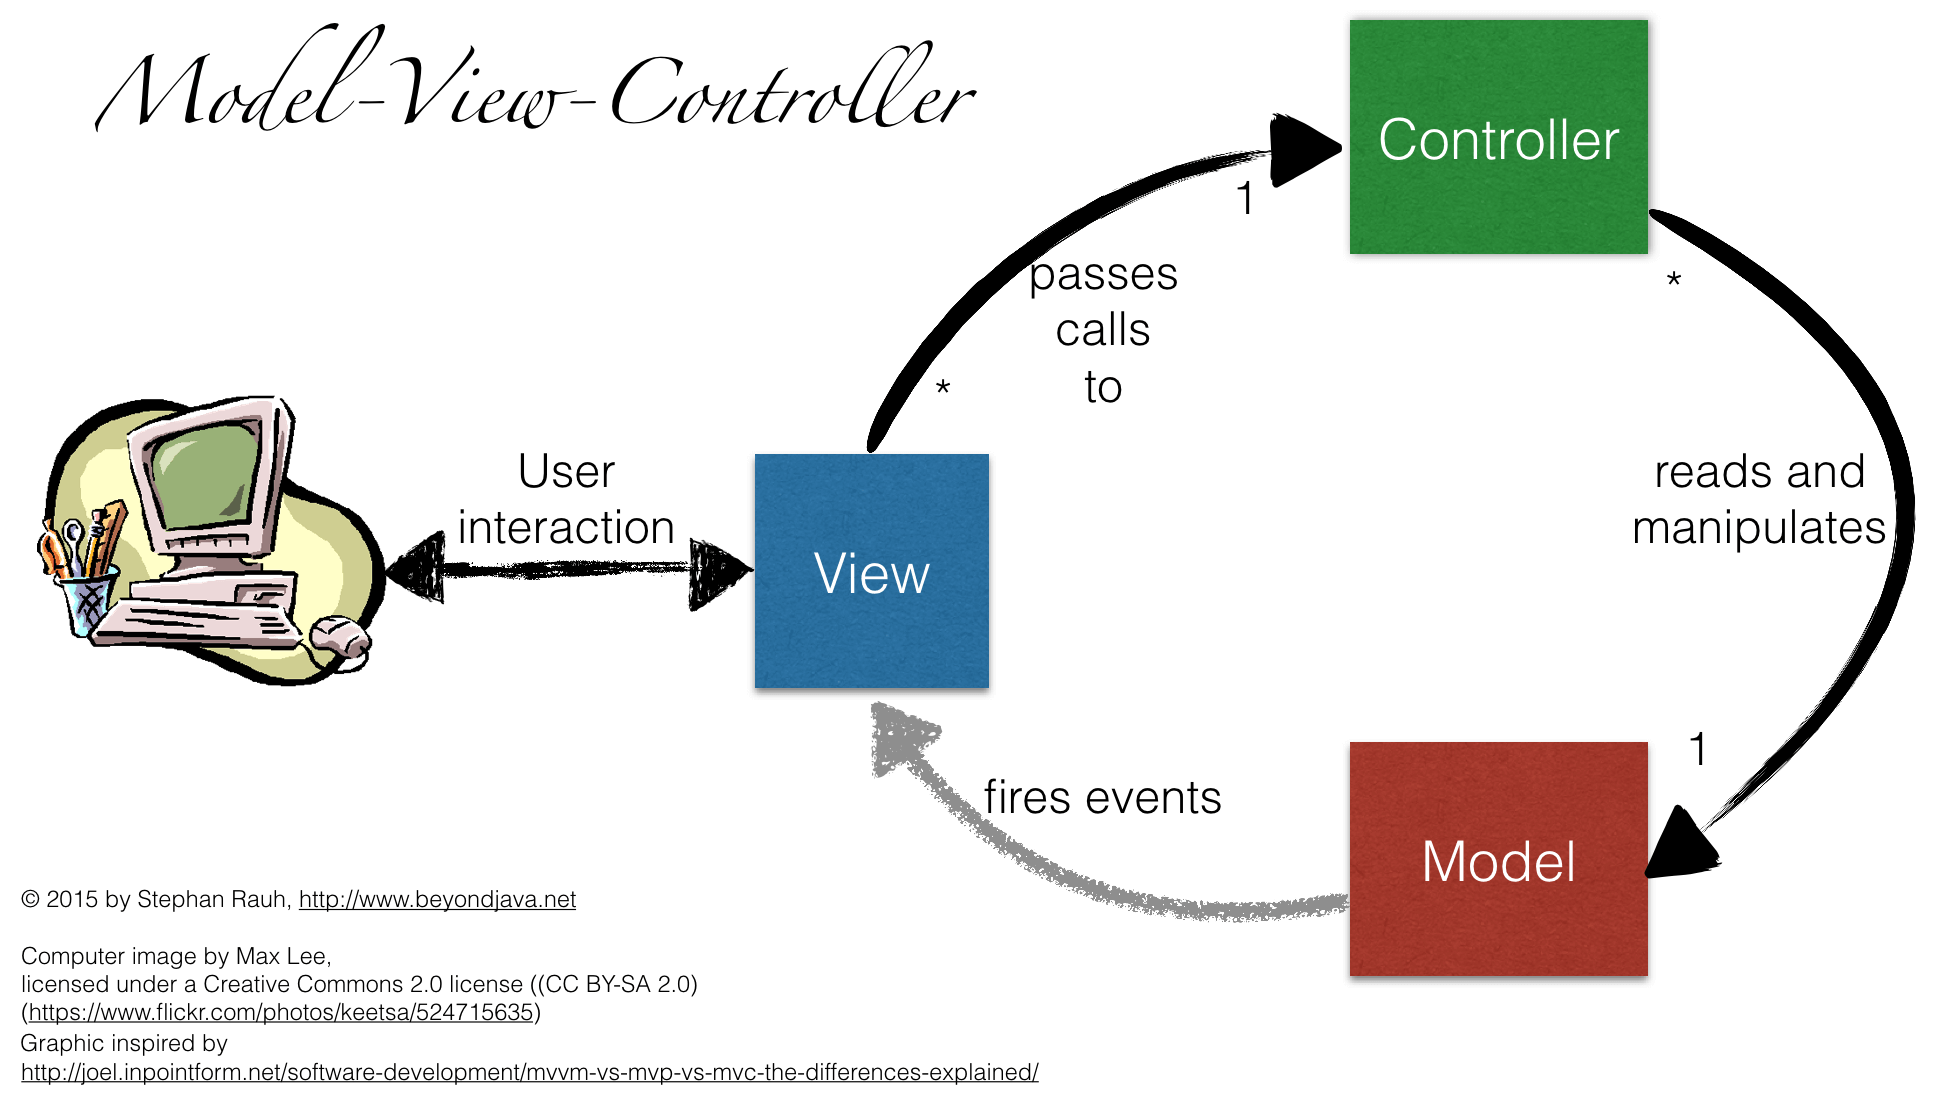 Model-View-Controller
Controller
1
passes
calls
to
*
*
User
interaction
View
reads and
manipulates
1
fires events
Model
© 2015 by Stephan Rauh, http://www.beyondjava.net
Computer image by Max Lee,
licensed under a Creative Commons 2.0 license ((CC BY-SA 2.0)
(https://www.flickr.com/photos/keetsa/524715635)
Graphic inspired by
http://joel.inpointform.net/software-development/mvvm-vs-mvp-vs-mvc-the-differences-explained/